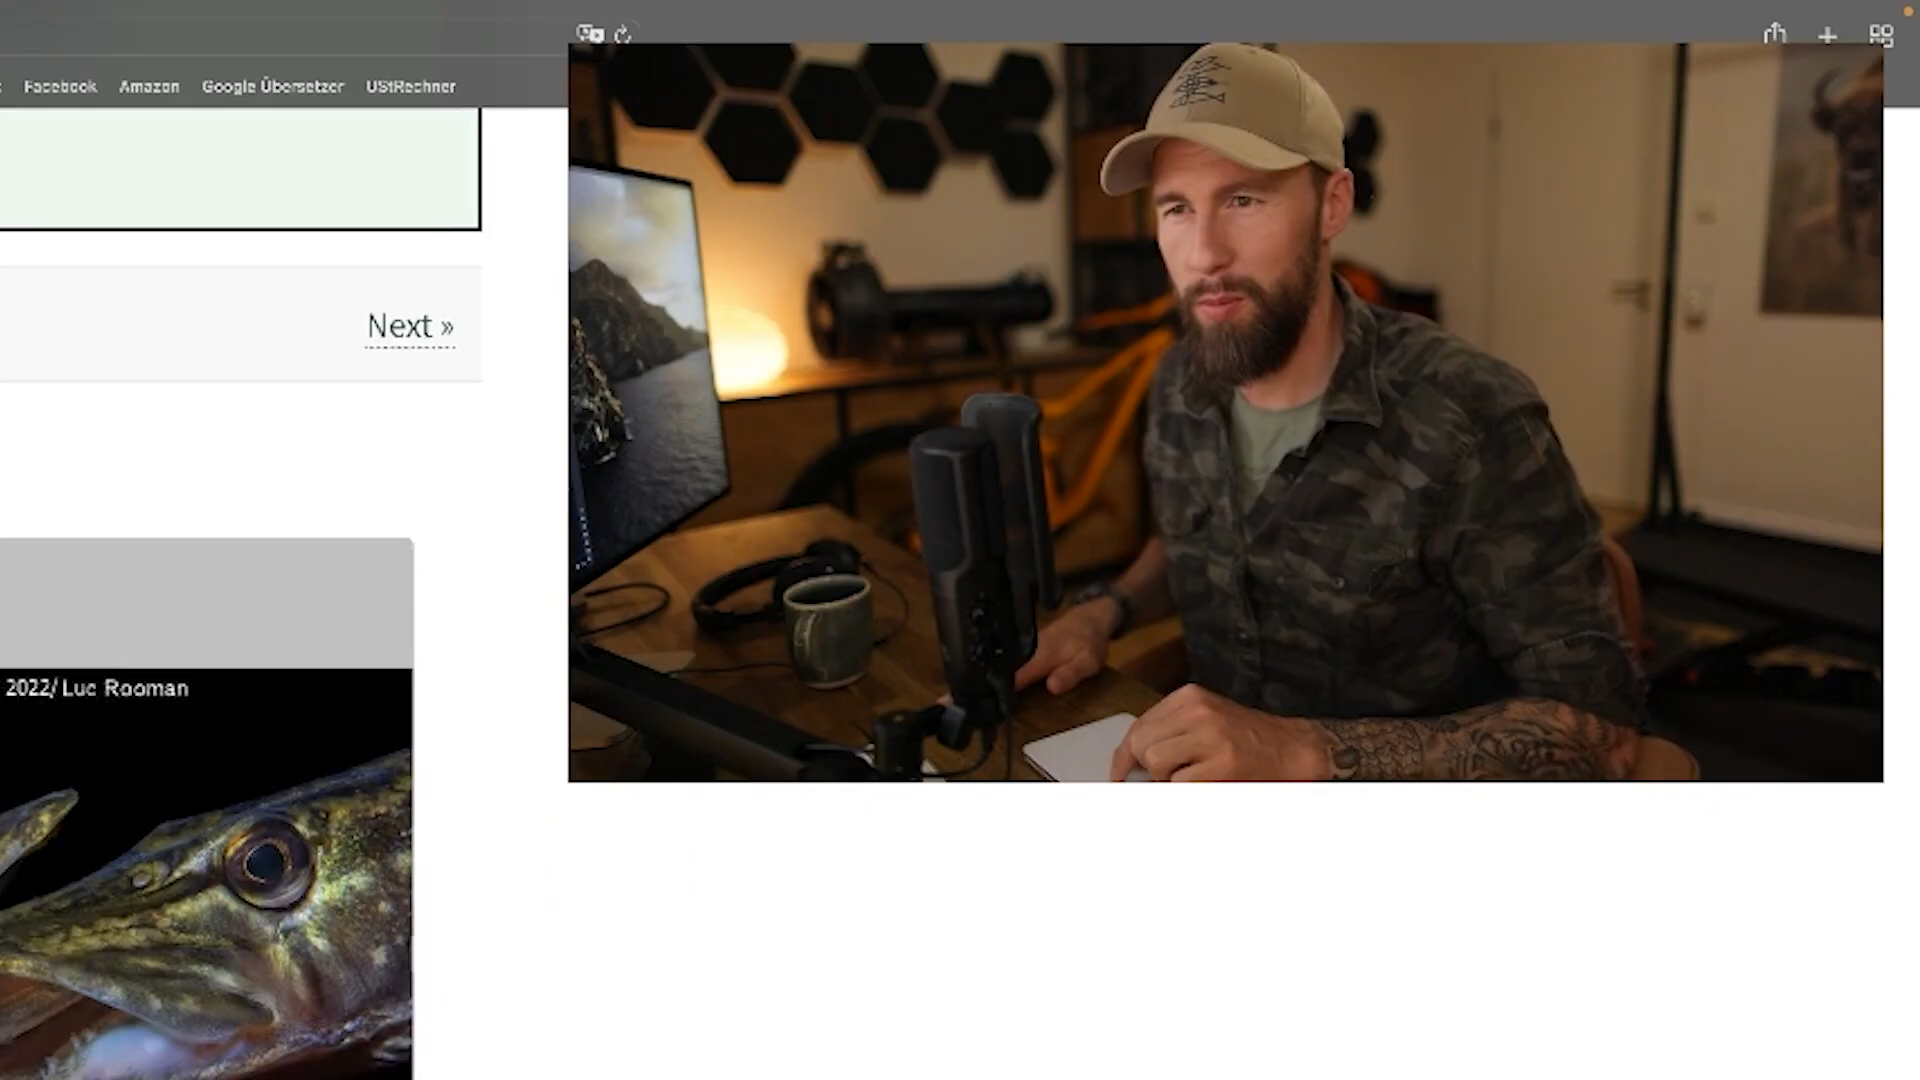 Facebook Amazon Google Übersetzer UStRechner
Next »
2022/ Luc Rooman